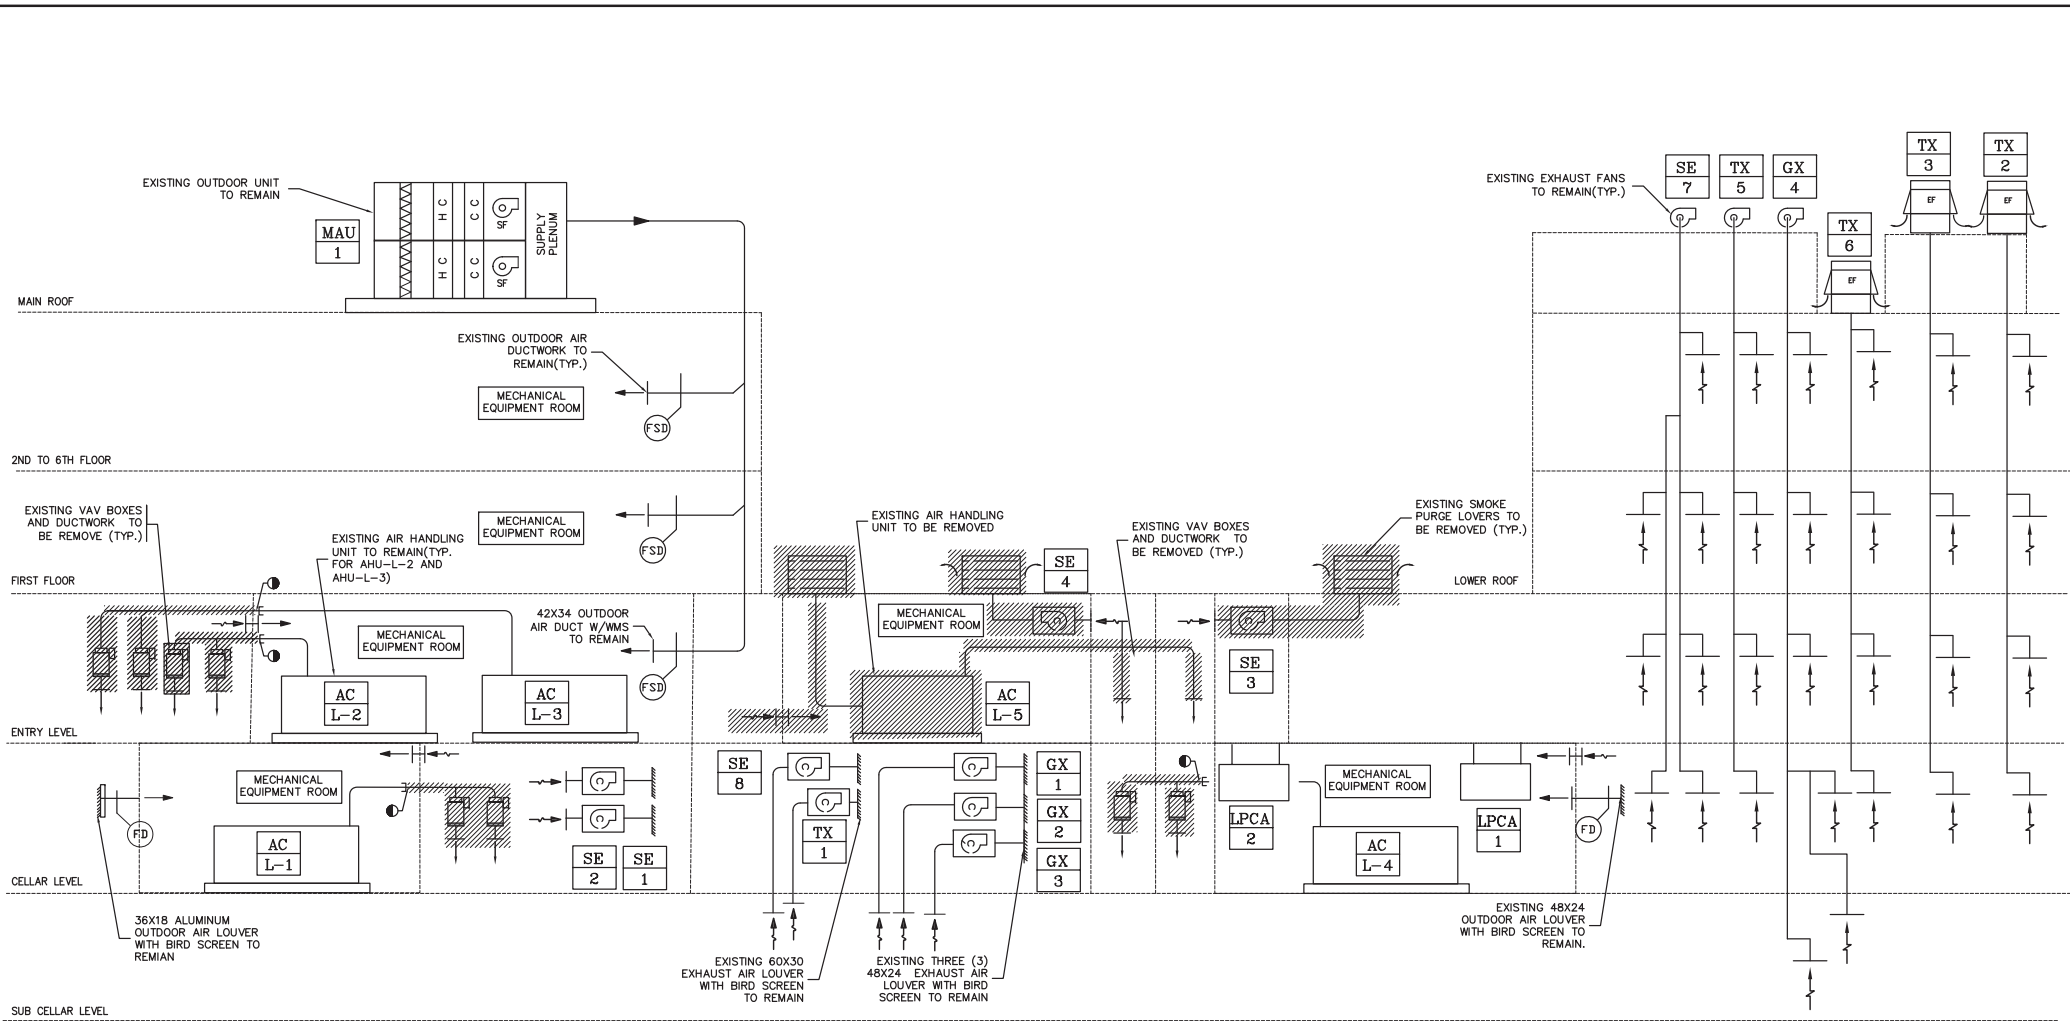 EXISTING OUTDOOR UNIT
TO REMAIN
MAU
1
H C
C C
SF
H C
C C
SF
SUPPLY
PLENUM
EXISTING EXHAUST FANS
TO REMAIN(TYP.)
SE
7
TX
5
GX
4
TX
6
EF
TX
3
EF
TX
2
EF
MAIN ROOF
EXISTING OUTDOOR AIR
DUCTWORK TO
REMAIN(TYP.)
MECHANICAL
EQUIPMENT ROOM
FSD
2ND TO 6TH FLOOR
EXISTING VAV BOXES
AND DUCTWORK TO
BE REMOVE (TYP.)
EXISTING AIR HANDLING
UNIT TO REMAIN(TYP.
FOR AHU-L-2 AND
AHU-L-3)
MECHANICAL
EQUIPMENT ROOM
FSD
EXISTING AIR HANDLING
UNIT TO BE REMOVED
SE
4
EXISTING VAV BOXES
AND DUCTWORK TO
BE REMOVED (TYP.)
EXISTING SMOKE
PURGE LOVERS TO
BE REMOVED (TYP.)
FIRST FLOOR
LOWER ROOF
MECHANICAL
EQUIPMENT ROOM
42X34 OUTDOOR
AIR DUCT W/WMS
TO REMAIN
FSD
MECHANICAL
EQUIPMENT ROOM
SE
3
AC
L-2
AC
L-3
AC
L-5
ENTRY LEVEL
MECHANICAL
EQUIPMENT ROOM
FD
AC
L-1
SE
2
SE
1
SE
8
TX
1
GX
1
GX
2
GX
3
LPCA
2
MECHANICAL
EQUIPMENT ROOM
AC
L-4
LPCA
1
FD
CELLAR LEVEL
36X18 ALUMINUM
OUTDOOR AIR LOUVER
WITH BIRD SCREEN TO
REMIAN
EXISTING 60X30
EXHAUST AIR LOUVER
WITH BIRD SCREEN
TO REMAIN
EXISTING THREE (3)
48X24 EXHAUST AIR
LOUVER WITH BIRD
SCREEN TO REMAIN
EXISTING 48X24
OUTDOOR AIR LOUVER
WITH BIRD SCREEN TO
REMAIN.
SUB CELLAR LEVEL